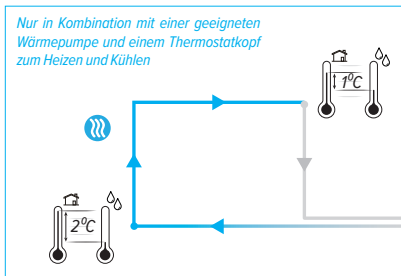 Nur in Kombination mit einer geeigneten
Wärmepumpe und einem Thermostatkopf
zum Heizen und Kühlen
1°C
2°C